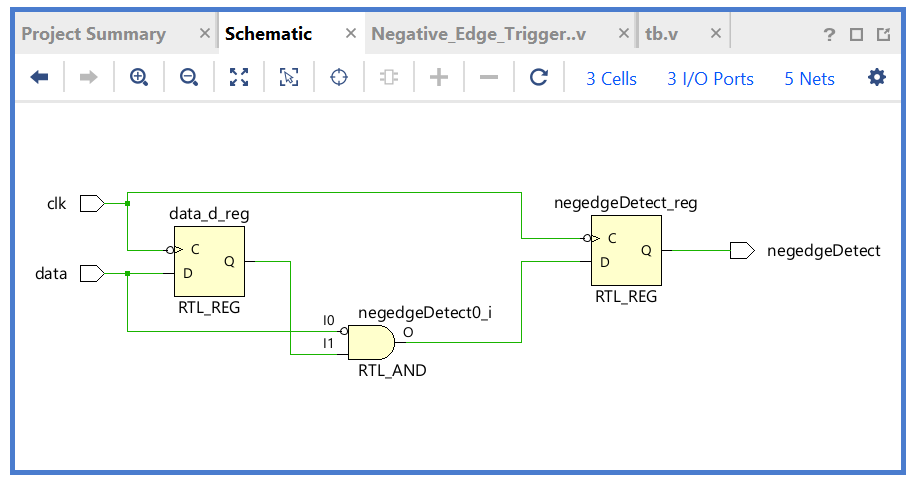 Project Summary × Schematic × Negative_Edge_Trigger..v × tb.v × ?
3 Cells 3 I/O Ports 5 Nets
clk
data
data_d_reg
C
D
Q
RTL_REG
negedgeDetect0_i
I0
I1
O
RTL_AND
negedgeDetect_reg
C
D
Q
RTL_REG
negedgeDetect